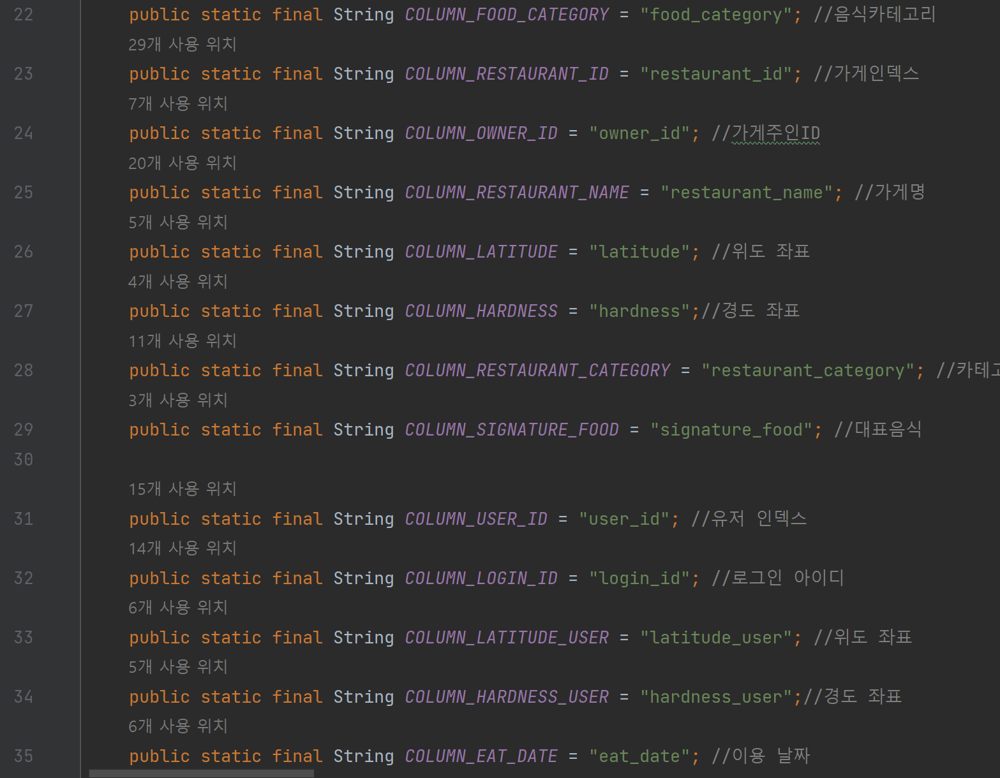 22 public static final String COLUMN_FOOD_CATEGORY = "food_category"; //음식카테고리
29개 사용 위치
23 public static final String COLUMN_RESTAURANT_ID = "restaurant_id"; //가게인덱스
7개 사용 위치
24 public static final String COLUMN_OWNER_ID = "owner_id"; //가게주인ID
20개 사용 위치
25 public static final String COLUMN_RESTAURANT_NAME = "restaurant_name"; //가게명
5개 사용 위치
26 public static final String COLUMN_LATITUDE = "latitude"; //위도 좌표
4개 사용 위치
27 public static final String COLUMN_HARDNESS = "hardness";//경도 좌표
11개 사용 위치
28 public static final String COLUMN_RESTAURANT_CATEGORY = "restaurant_category"; //카테고
3개 사용 위치
29 public static final String COLUMN_SIGNATURE_FOOD = "signature_food"; //대표음식
30
15개 사용 위치
31 public static final String COLUMN_USER_ID = "user_id"; //유저 인덱스
14개 사용 위치
32 public static final String COLUMN_LOGIN_ID = "login_id"; //로그인 아이디
6개 사용 위치
33 public static final String COLUMN_LATITUDE_USER = "latitude_user"; //위도 좌표
5개 사용 위치
34 public static final String COLUMN_HARDNESS_USER = "hardness_user";//경도 좌표
6개 사용 위치
35 public static final String COLUMN_EAT_DATE = "eat_date"; //이용 날짜